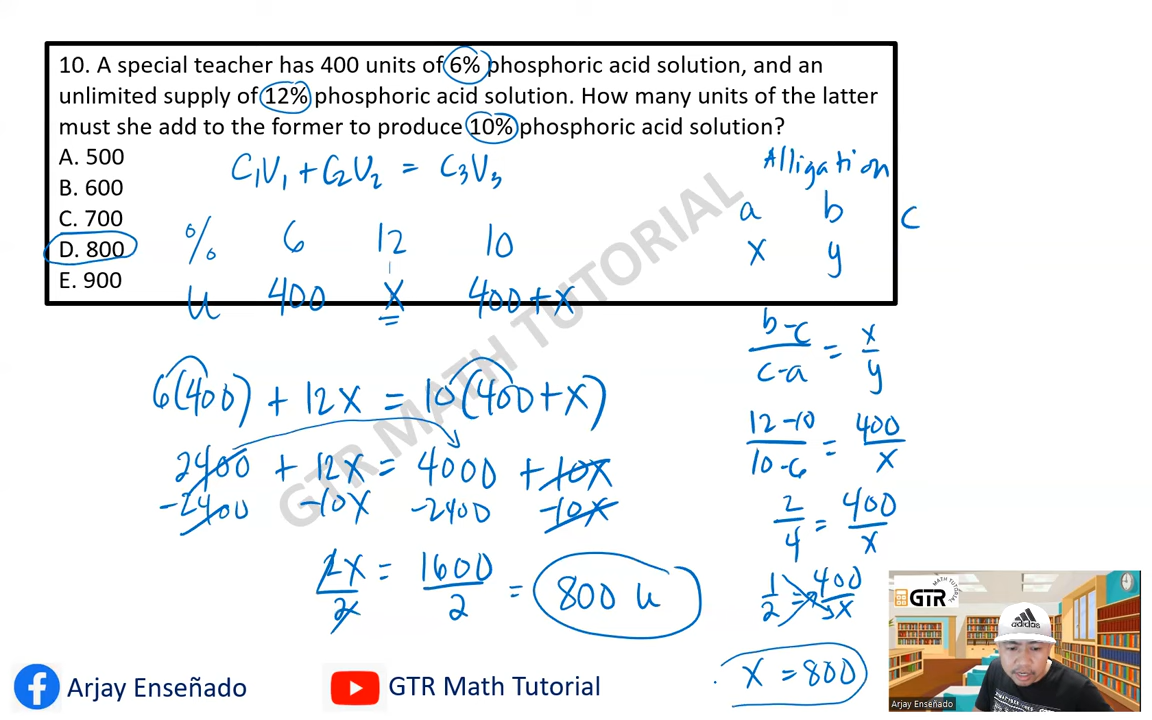 10. A special teacher has 400 units of 6% phosphoric acid solution, and an
unlimited supply of 12% phosphoric acid solution. How many units of the latter
must she add to the former to produce 10% phosphoric acid solution?
A. 500
B. 600
C. 700
D. 800
E. 900
C₁V₁ + C₂V₂ = C₃V₃
% 6 12 10
u 400 x 400+x
6(400) + 12x = 10(400+x)
2400 + 12x = 4000 + 10x
-2400 -10x -2400 -10x
2x/2 = 1600/2 = 800 u
Alligation
a b c
x y
b-c/c-a = x/y
12-10/10-6 = 400/x
2/4 = 400/x
1/2 = 400/x
x = 800
GTR MATH TUTORIAL
GTR
MATH TUTORIAL
adidas
Arjay Enseñado
Arjay Enseñado
GTR Math Tutorial